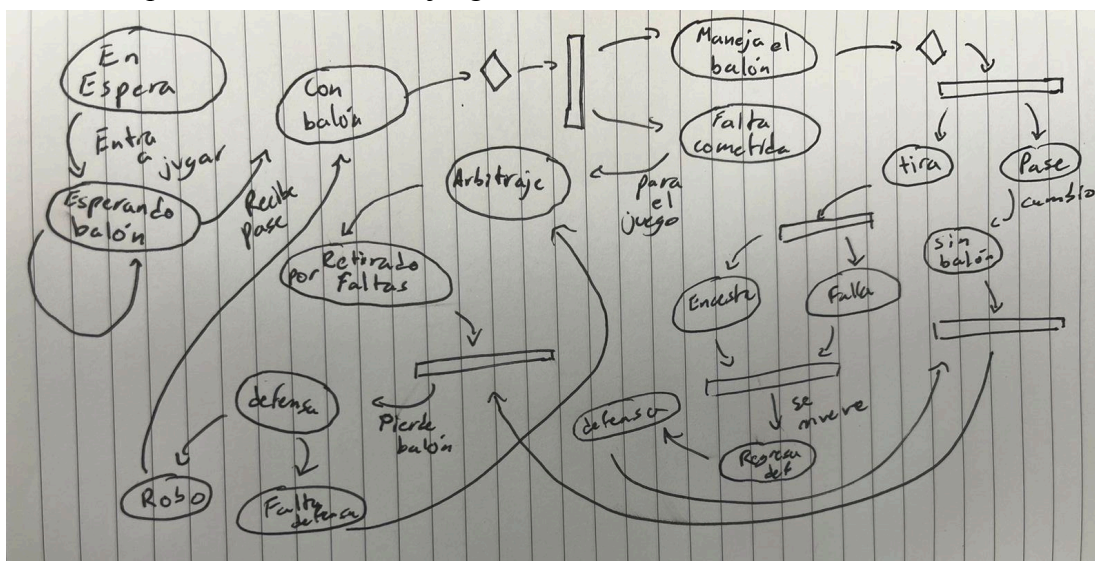 En
Espera
Entra
a
jugar
Esperando
balón
Recibe
pase
Con
balón
Maneja el
balón
Falta
cometida
para
el
juego
Arbitraje
Retirado
por Faltas
tira
Pase
cambio
sin
balón
Encesta
Falla
se
mueve
Regresa
def
defensa
Pierde
balón
defensa
Robo
Falta
defensa